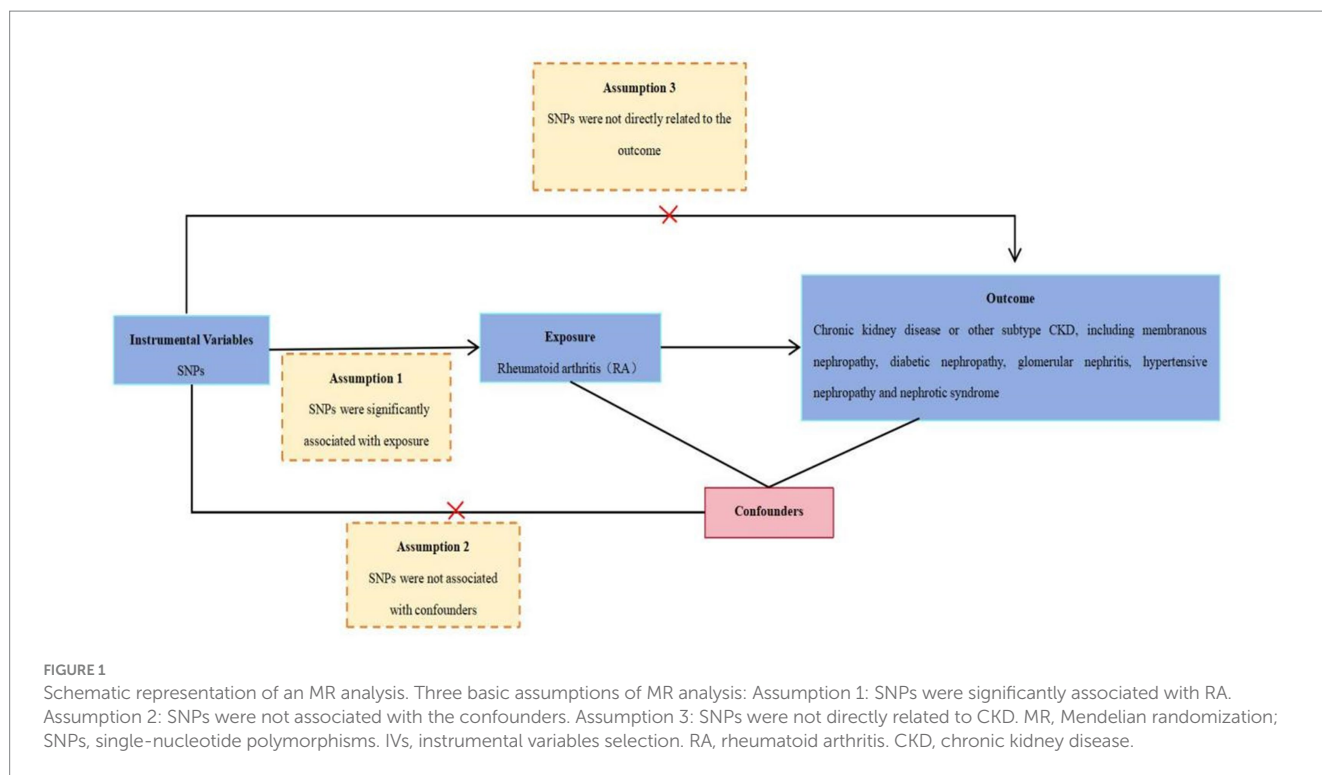 Assumption 3
SNPs were not directly related to the
outcome
Instrumental Variables
SNPs
Assumption 1
SNPs were significantly
associated with exposure
Exposure
Rheumatoid arthritis（RA）
Outcome
Chronic kidney disease or other subtype CKD, including membranous
nephropathy, diabetic nephropathy, glomerular nephritis, hypertensive
nephropathy and nephrotic syndrome
Confounders
Assumption 2
SNPs were not associated
with confounders
FIGURE 1
Schematic representation of an MR analysis. Three basic assumptions of MR analysis: Assumption 1: SNPs were significantly associated with RA.
Assumption 2: SNPs were not associated with the confounders. Assumption 3: SNPs were not directly related to CKD. MR, Mendelian randomization;
SNPs, single-nucleotide polymorphisms. IVs, instrumental variables selection. RA, rheumatoid arthritis. CKD, chronic kidney disease.